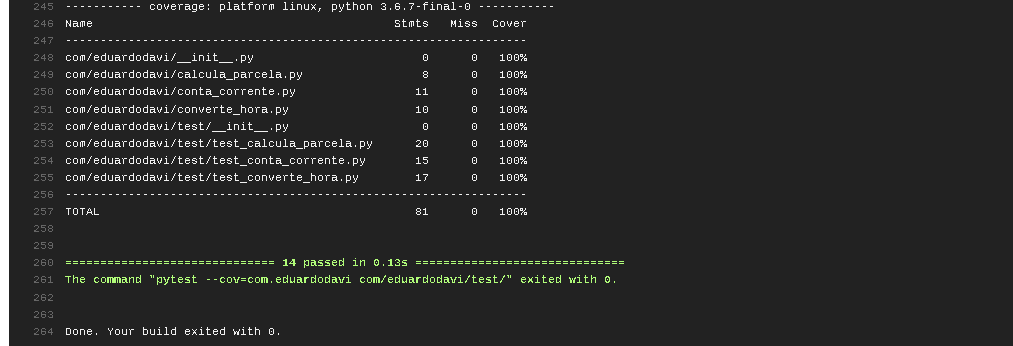 245 ----------- coverage: platform linux, python 3.6.7-final-0 -----------
246 Name                                          Stmts   Miss  Cover
247 ------------------------------------------------------------------
248 com/eduardodavi/__init__.py                       0      0   100%
249 com/eduardodavi/calcula_parcela.py                8      0   100%
250 com/eduardodavi/conta_corrente.py                11      0   100%
251 com/eduardodavi/converte_hora.py                 10      0   100%
252 com/eduardodavi/test/__init__.py                  0      0   100%
253 com/eduardodavi/test/test_calcula_parcela.py     20      0   100%
254 com/eduardodavi/test/test_conta_corrente.py      15      0   100%
255 com/eduardodavi/test/test_converte_hora.py       17      0   100%
256 ------------------------------------------------------------------
257 TOTAL                                            81      0   100%
258
259
260 ============================== 14 passed in 0.13s ==============================
261 The command "pytest --cov=com.eduardodavi com/eduardodavi/test/" exited with 0.
262
263
264 Done. Your build exited with 0.